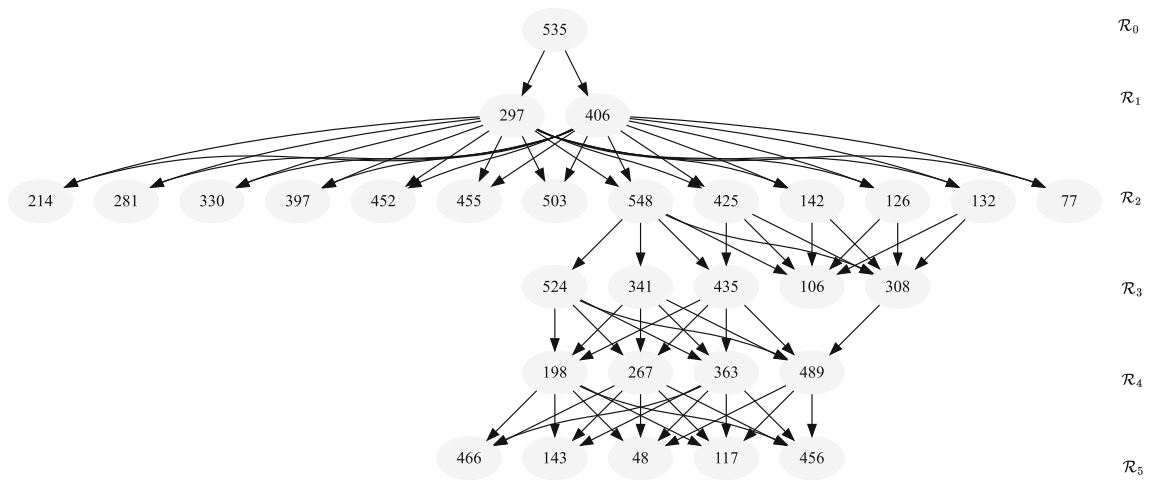 535 ℛ₀
297 406 ℛ₁
214 281 330 397 452 455 503 548 425 142 126 132 77 ℛ₂
524 341 435 106 308 ℛ₃
198 267 363 489 ℛ₄
466 143 48 117 456 ℛ₅